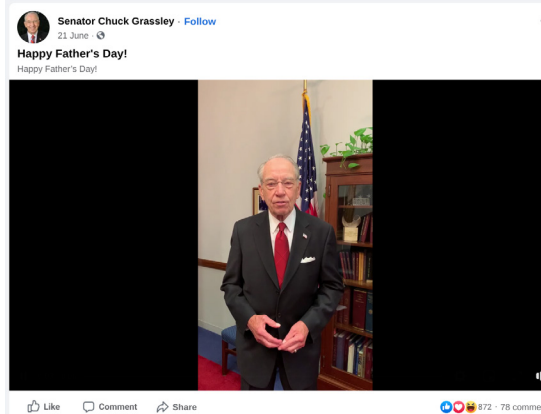 Senator Chuck Grassley · Follow
21 June ·
Happy Father's Day!
Happy Father's Day!
Like Comment Share 872 · 78 comme